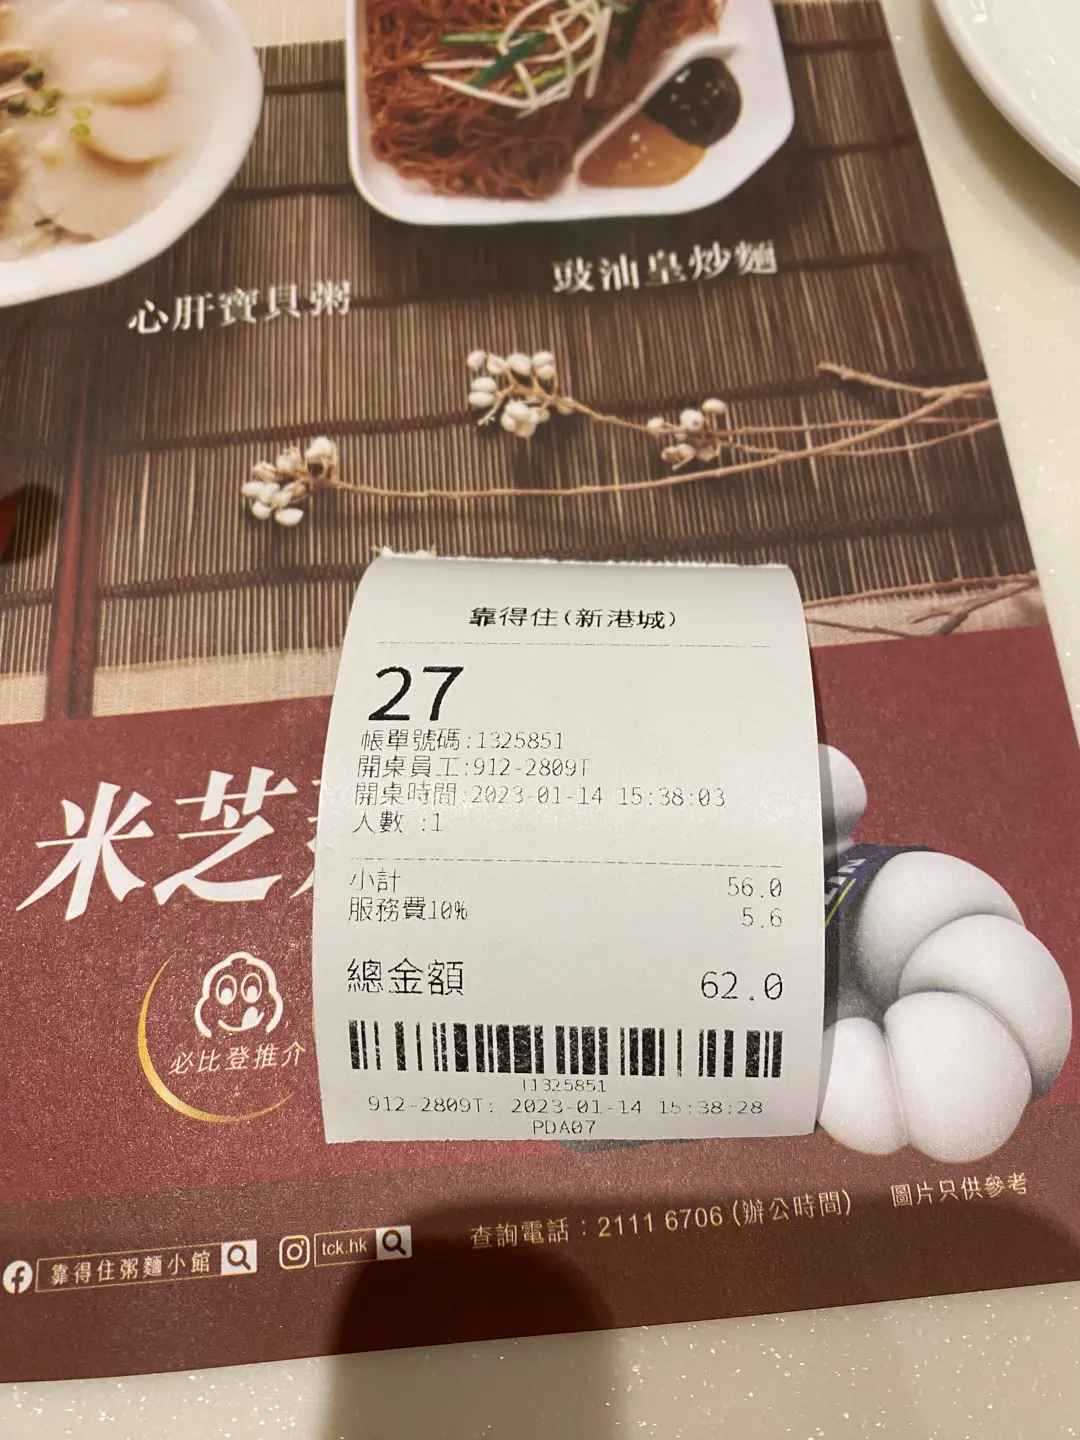 心肝寶貝粥
豉油皇炒麵
靠得住(新港城)
27
帳單號碼:1325851
開桌員工:912-2809T
開桌時間:2023-01-14 15:38:03
人數 :1
小計 56.0
服務費10% 5.6
總金額 62.0
I1325851
912-2809T: 2023-01-14 15:38:28
PDA07
米芝
必比登推介
靠得住粥麵小館
tck.hk
查詢電話：2111 6706 (辦公時間)
圖片只供參考